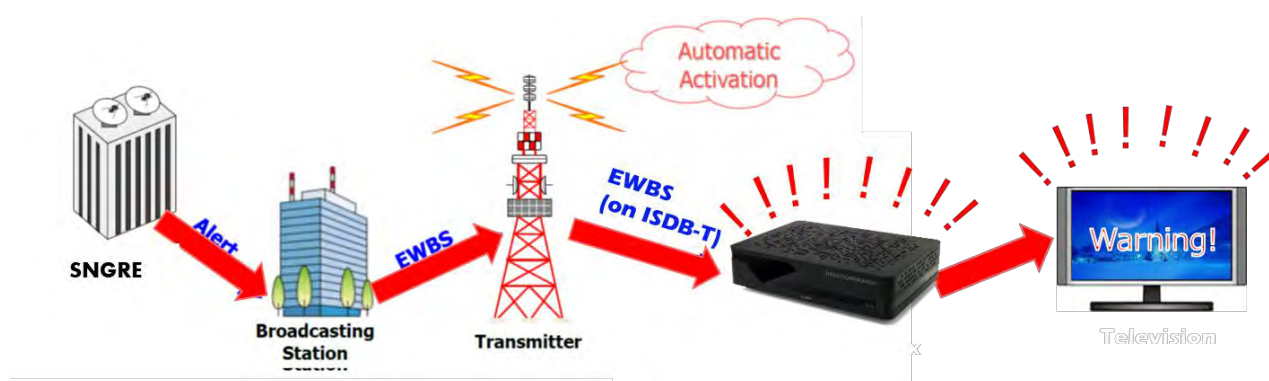 Automatic
Activation
SNGRE
Alert
Broadcasting
Station
EWBS
Transmitter
EWBS
(on ISDB-T)
x
Warning!
Television